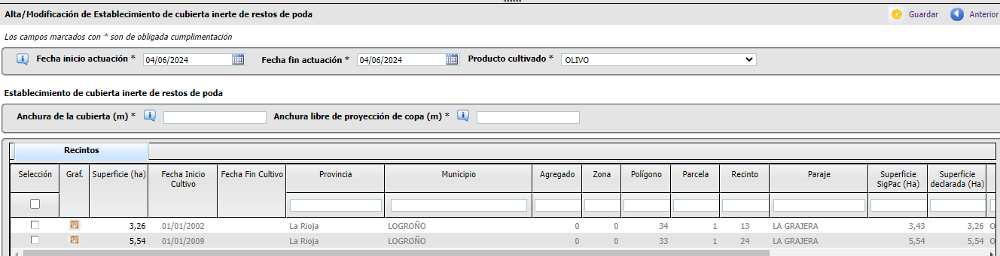 Alta/Modificación de Establecimiento de cubierta inerte de restos de poda Guardar Anterior
Los campos marcados con * son de obligada cumplimentación
Fecha inicio actuación * 04/06/2024 Fecha fin actuación * 04/06/2024 Producto cultivado * OLIVO
Establecimiento de cubierta inerte de restos de poda
Anchura de la cubierta (m) * Anchura libre de proyección de copa (m) *
Recintos
Selección Graf. Superficie (ha) Fecha Inicio Cultivo Fecha Fin Cultivo Provincia Municipio Agregado Zona Polígono Parcela Recinto Paraje Superficie SigPac (Ha) Superficie declarada (Ha)
3,26 01/01/2002 La Rioja LOGROÑO 0 0 34 1 13 LA GRAJERA 3,43 3,26 O
5,54 01/01/2009 La Rioja LOGROÑO 0 0 33 1 24 LA GRAJERA 5,54 5,54 O